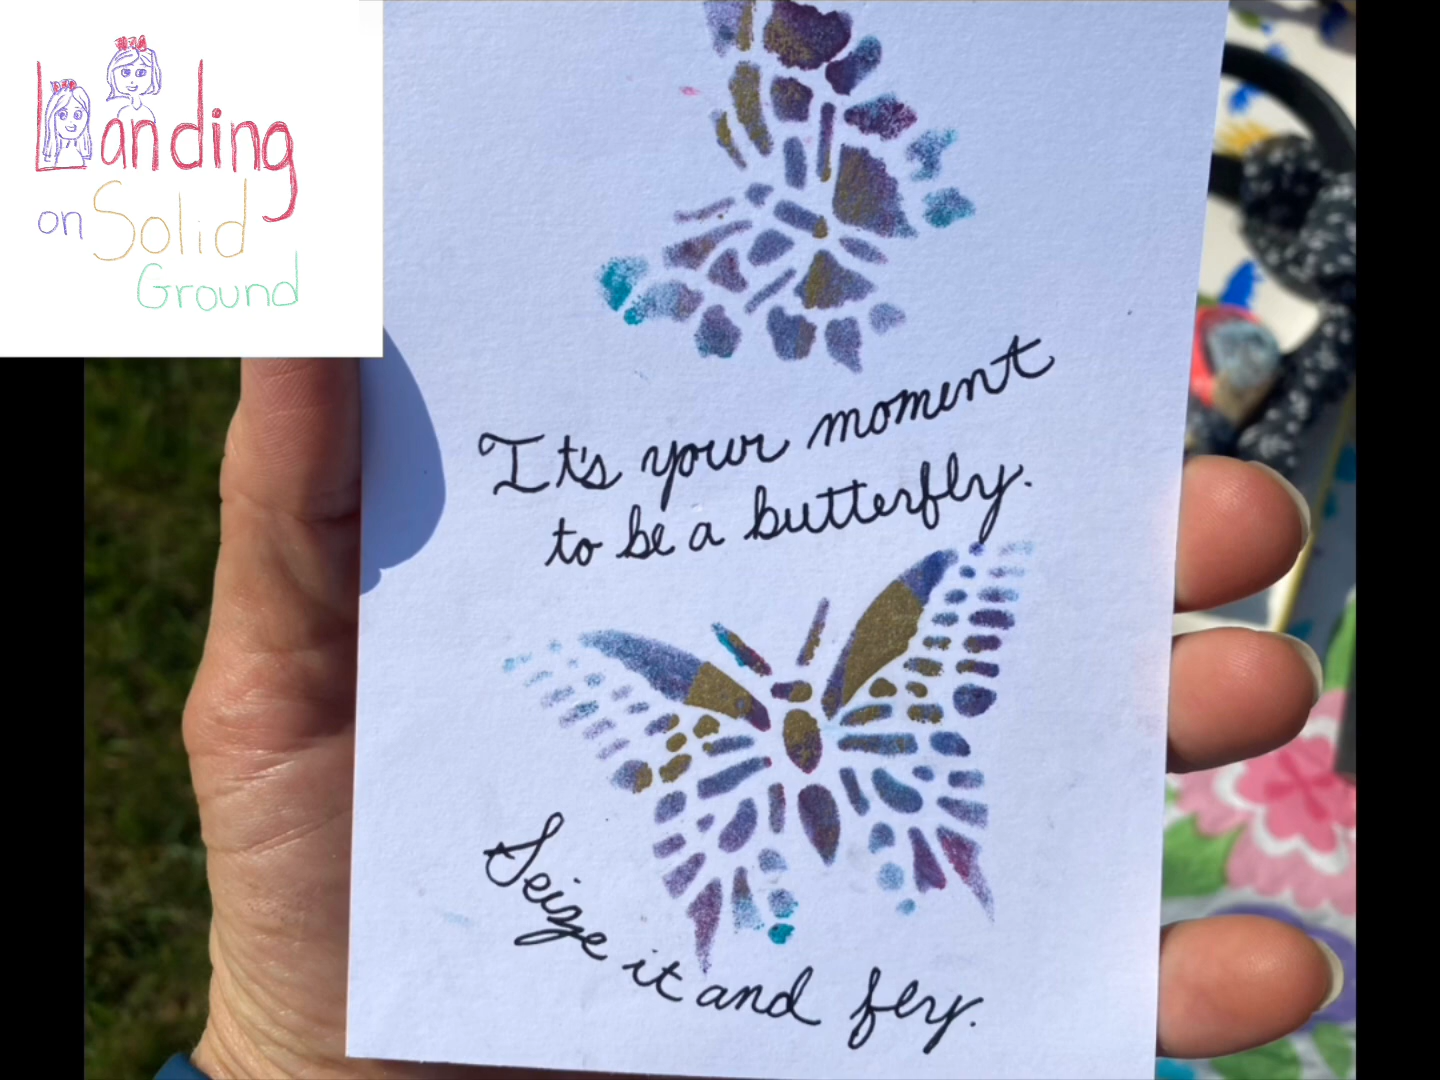 Landing
on Solid
Ground
It's your moment
to be a butterfly.
Seize it and fly.